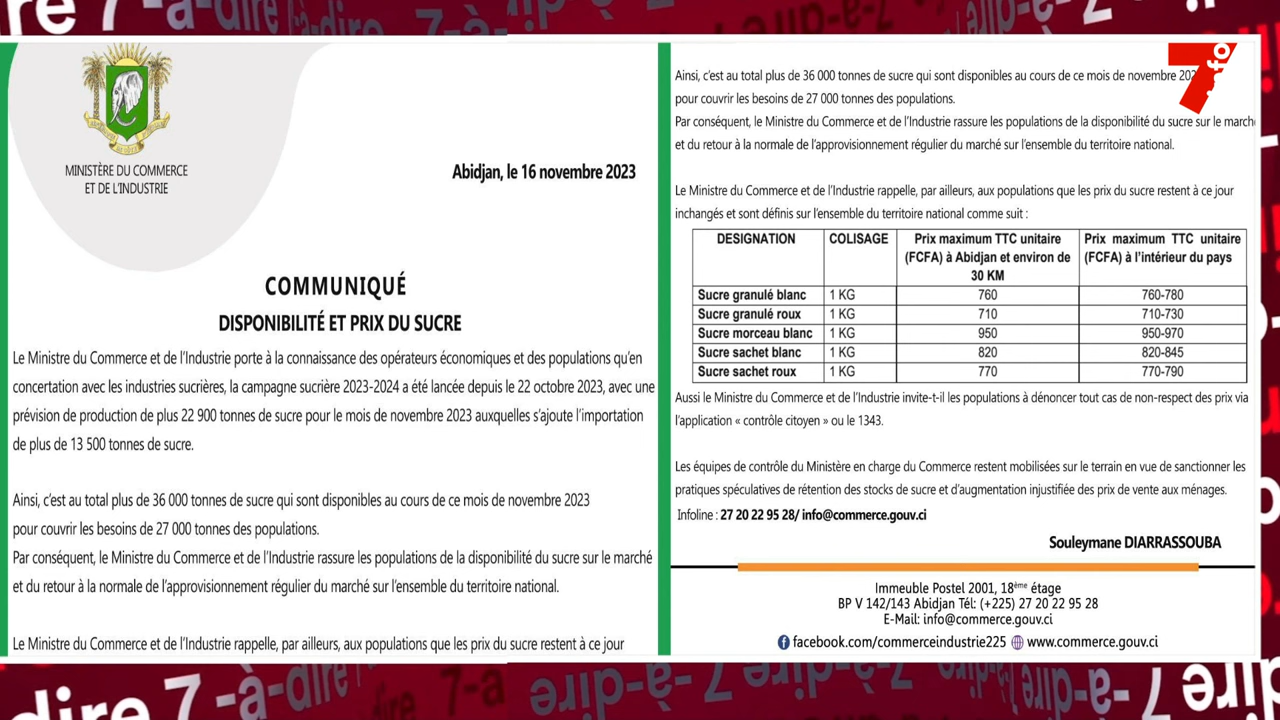 MINISTÈRE DU COMMERCE
ET DE L'INDUSTRIE
Abidjan, le 16 novembre 2023
COMMUNIQUÉ
DISPONIBILITÉ ET PRIX DU SUCRE
Le Ministre du Commerce et de l'Industrie porte à la connaissance des opérateurs économiques et des populations qu'en
concertation avec les industries sucrières, la campagne sucrière 2023-2024 a été lancée depuis le 22 octobre 2023, avec une
prévision de production de plus 22 900 tonnes de sucre pour le mois de novembre 2023 auxquelles s'ajoute l'importation
de plus de 13 500 tonnes de sucre.
Ainsi, c'est au total plus de 36 000 tonnes de sucre qui sont disponibles au cours de ce mois de novembre 2023
pour couvrir les besoins de 27 000 tonnes des populations.
Par conséquent, le Ministre du Commerce et de l'Industrie rassure les populations de la disponibilité du sucre sur le marché
et du retour à la normale de l'approvisionnement régulier du marché sur l'ensemble du territoire national.
Le Ministre du Commerce et de l'Industrie rappelle, par ailleurs, aux populations que les prix du sucre restent à ce jour
7
Ainsi, c'est au total plus de 36 000 tonnes de sucre qui sont disponibles au cours de ce mois de novembre 202
pour couvrir les besoins de 27 000 tonnes des populations.
Par conséquent, le Ministre du Commerce et de l'Industrie rassure les populations de la disponibilité du sucre sur le march
et du retour à la normale de l'approvisionnement régulier du marché sur l'ensemble du territoire national.
Le Ministre du Commerce et de l'Industrie rappelle, par ailleurs, aux populations que les prix du sucre restent à ce jour
inchangés et sont définis sur l'ensemble du territoire national comme suit :
DESIGNATION COLISAGE Prix maximum TTC unitaire (FCFA) à Abidjan et environ de 30 KM Prix maximum TTC unitaire (FCFA) à l'intérieur du pays
Sucre granulé blanc 1 KG 760 760-780
Sucre granulé roux 1 KG 710 710-730
Sucre morceau blanc 1 KG 950 950-970
Sucre sachet blanc 1 KG 820 820-845
Sucre sachet roux 1 KG 770 770-790
Aussi le Ministre du Commerce et de l'Industrie invite-t-il les populations à dénoncer tout cas de non-respect des prix via
l'application « contrôle citoyen » ou le 1343.
Les équipes de contrôle du Ministère en charge du Commerce restent mobilisées sur le terrain en vue de sanctionner les
pratiques spéculatives de rétention des stocks de sucre et d'augmentation injustifiée des prix de vente aux ménages.
Infoline : 27 20 22 95 28/ info@commerce.gouv.ci
Souleymane DIARRASSOUBA
Immeuble Postel 2001, 18ème étage
BP V 142/143 Abidjan Tél: (+225) 27 20 22 95 28
E-Mail: info@commerce.gouv.ci
facebook.com/commerceindustrie225 www.commerce.gouv.ci
dire 7-à-dire 7-à